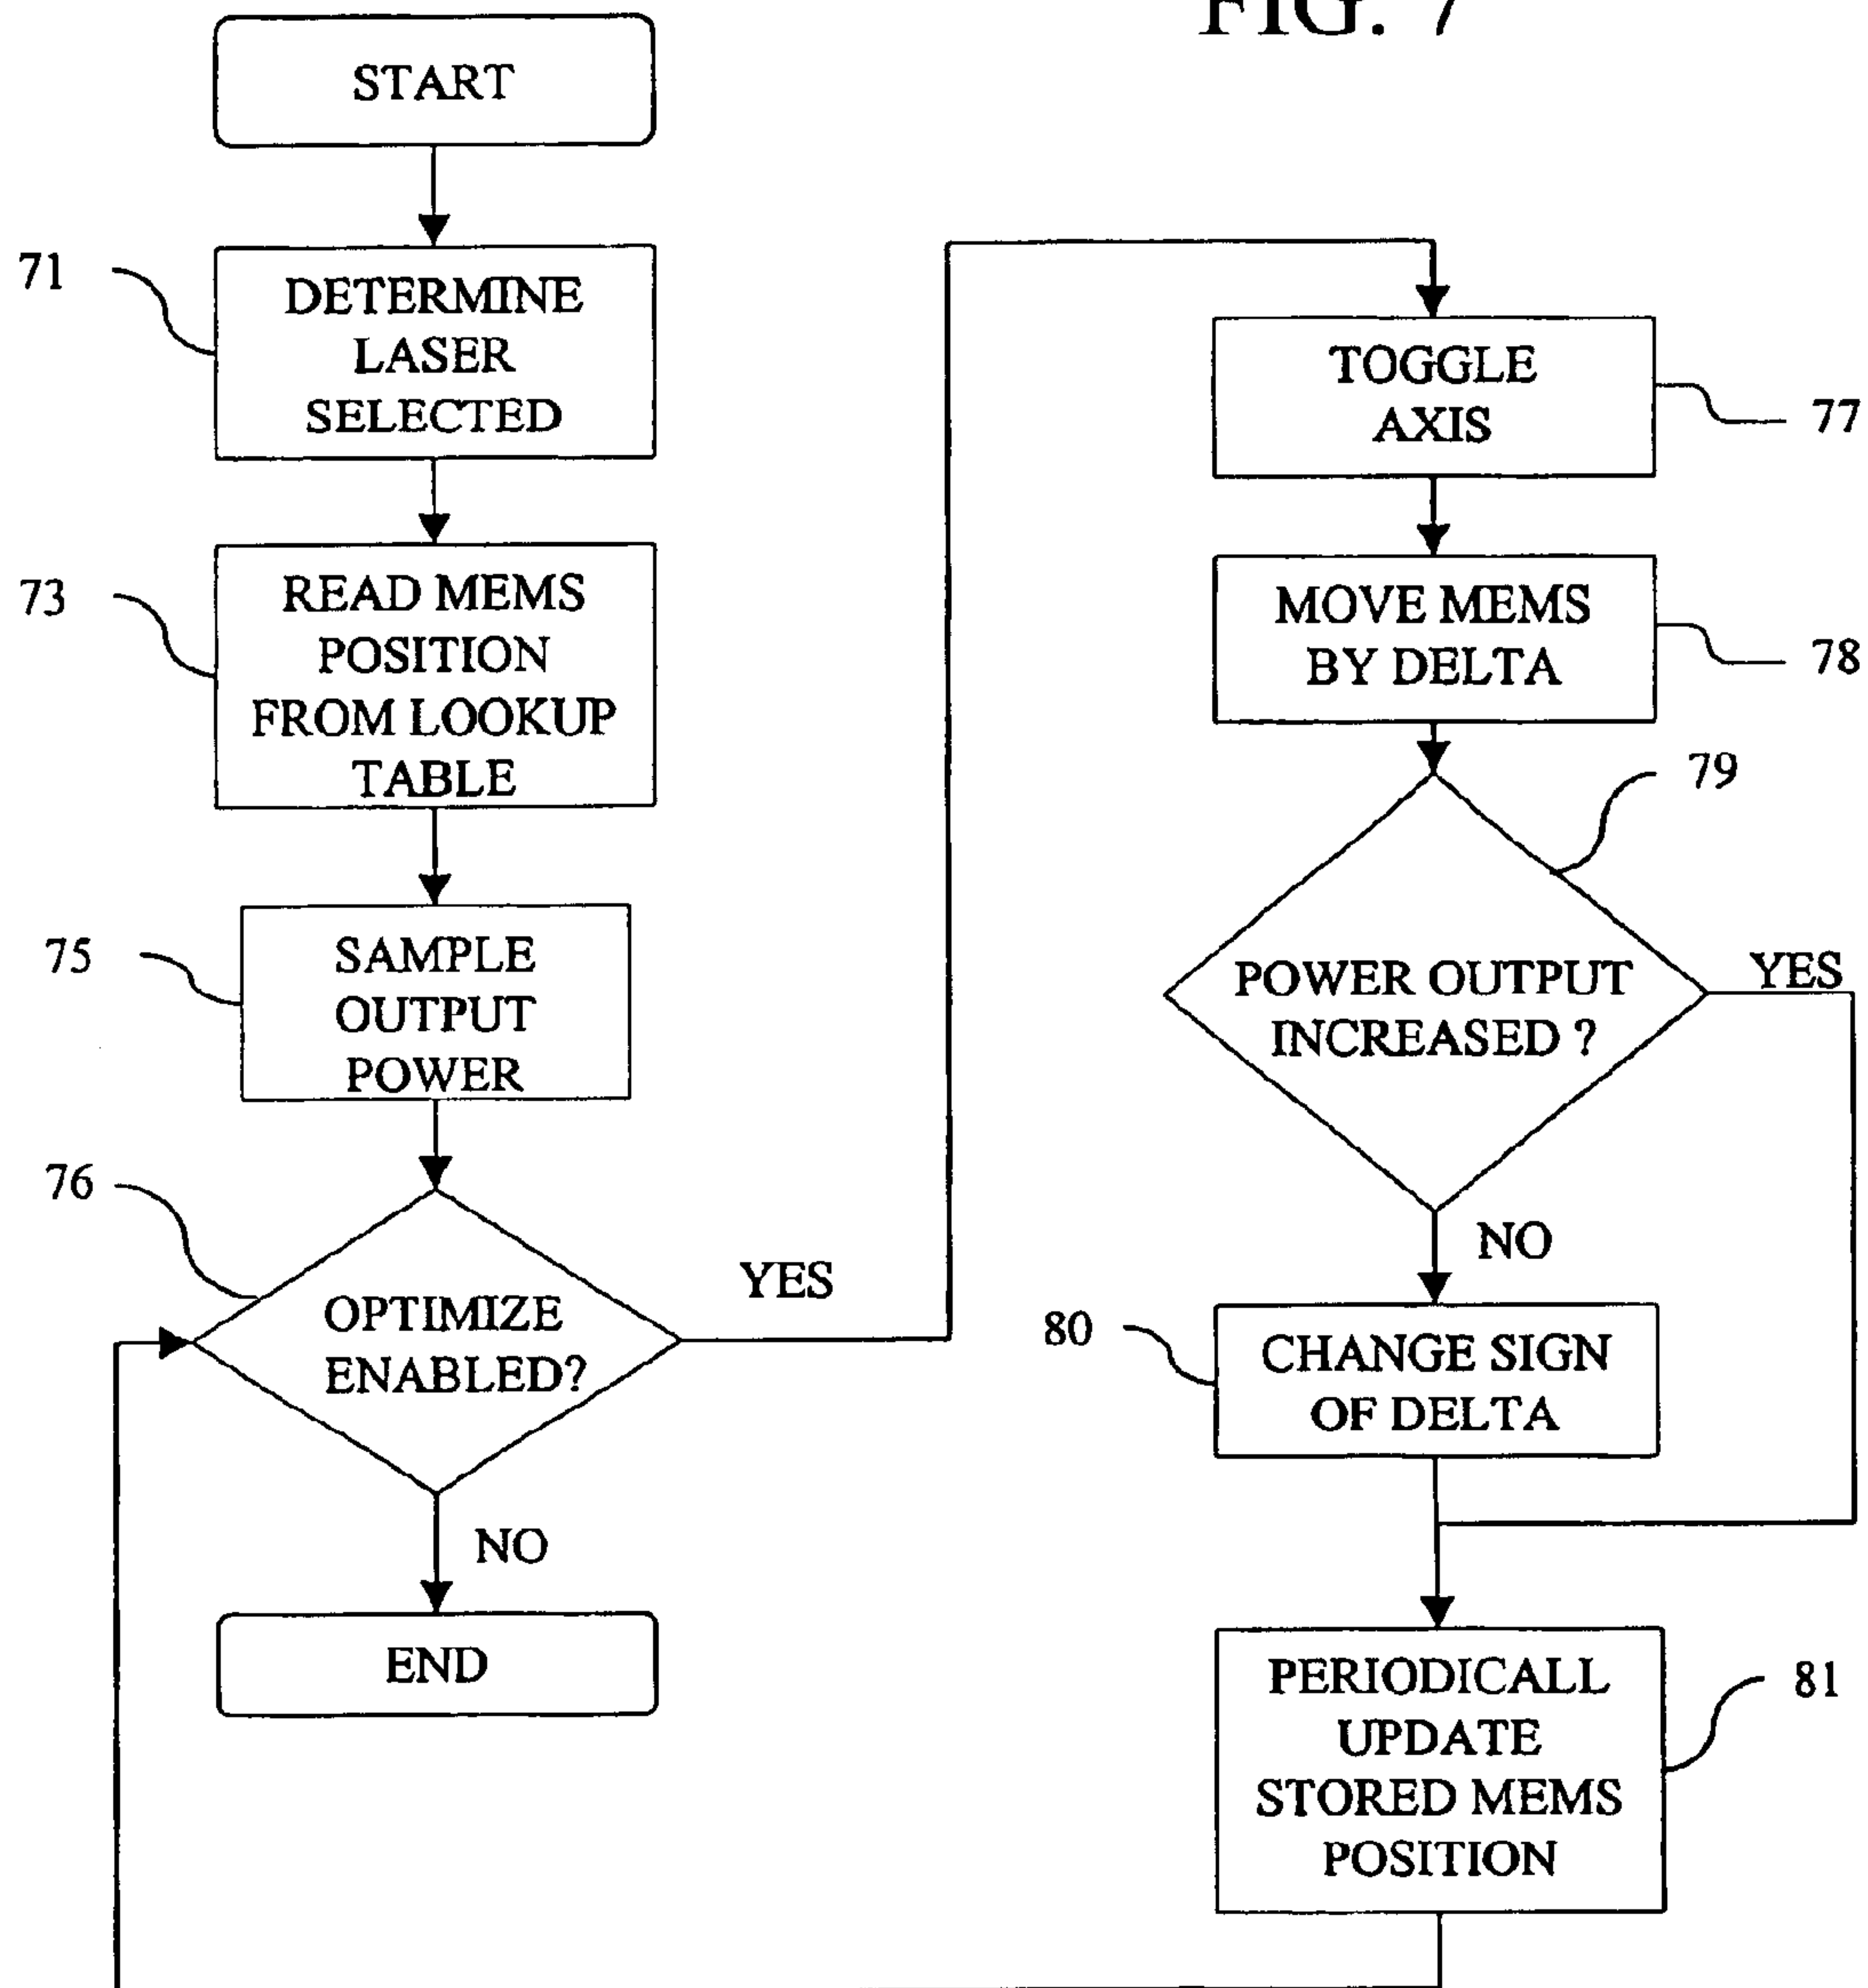 FIG. 7
START
71
DETERMINE
LASER
SELECTED
73
READ MEMS
POSITION
FROM LOOKUP
TABLE
75
SAMPLE
OUTPUT
POWER
76
OPTIMIZE
ENABLED?
YES
NO
END
TOGGLE
AXIS
77
MOVE MEMS
BY DELTA
78
79
POWER OUTPUT
INCREASED ?
YES
NO
80
CHANGE SIGN
OF DELTA
PERIODICALL
UPDATE
STORED MEMS
POSITION
81